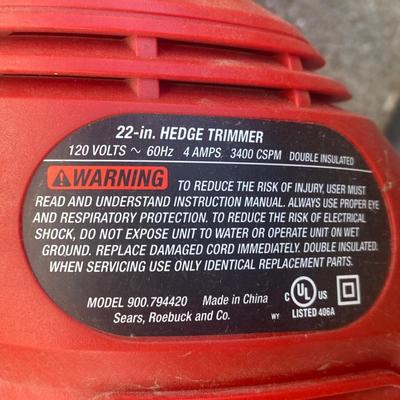 22-in. HEDGE TRIMMER
120 VOLTS ~ 60Hz 4 AMPS 3400 CSPM DOUBLE INSULATED
WARNING TO REDUCE THE RISK OF INJURY, USER MUST
READ AND UNDERSTAND INSTRUCTION MANUAL. ALWAYS USE PROPER EYE
AND RESPIRATORY PROTECTION. TO REDUCE THE RISK OF ELECTRICAL
SHOCK, DO NOT EXPOSE UNIT TO WATER OR OPERATE UNIT ON WET
GROUND. REPLACE DAMAGED CORD IMMEDIATELY. DOUBLE INSULATED.
WHEN SERVICING USE ONLY IDENTICAL REPLACEMENT PARTS.
MODEL 900.794420 Made in China C UL US
Sears, Roebuck and Co. WY LISTED 406A